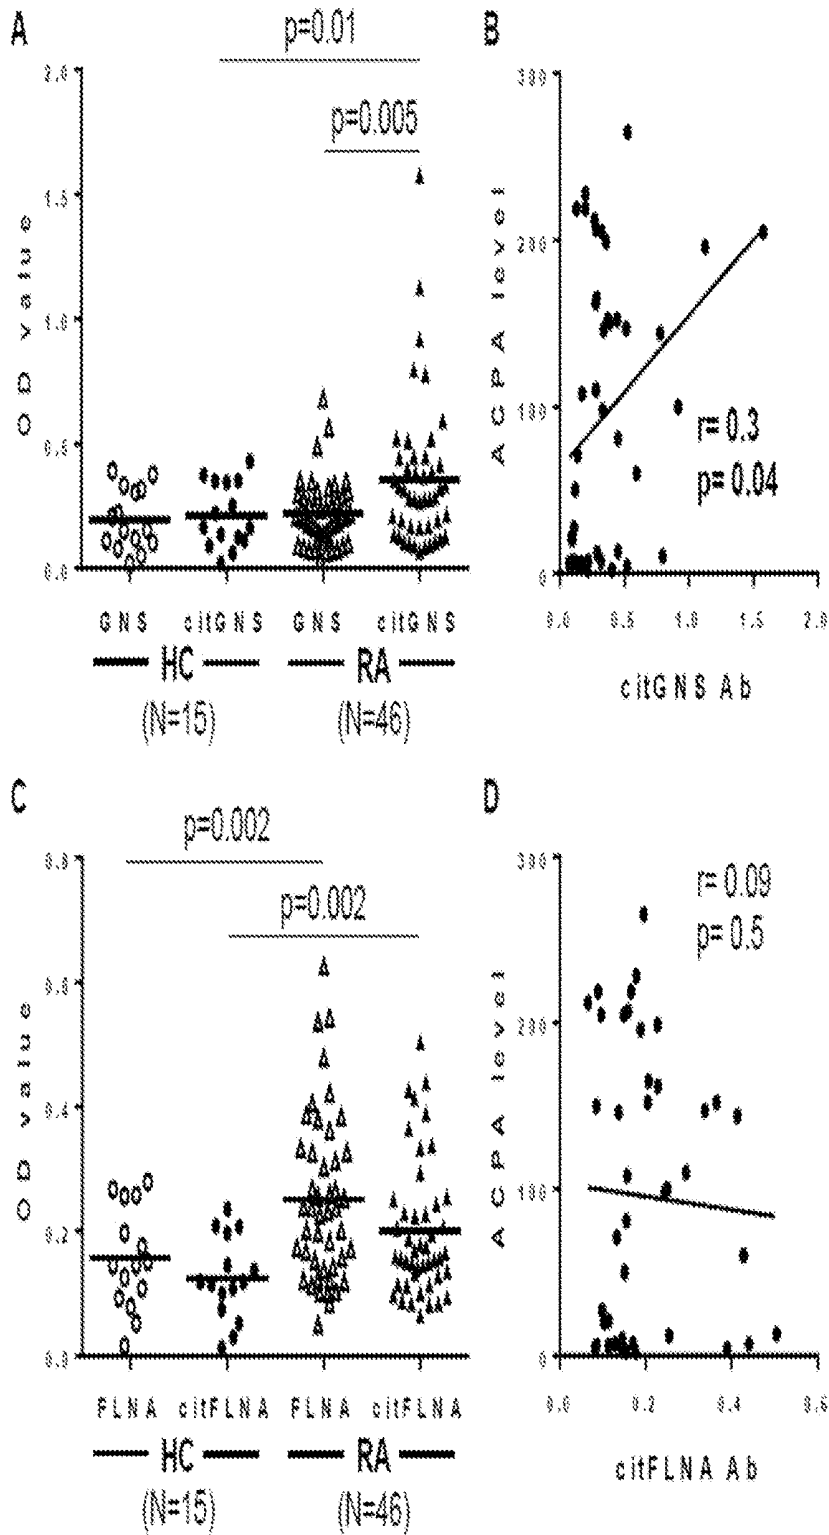 A
p=0.01
p=0.005
2.0
1.5
1.0
0.5
0.0
OD value
GNS citGNS GNS citGNS
HC RA
(N=15) (N=46)
B
300
200
100
0
ACPA level
r= 0.3
p= 0.04
0.0 0.5 1.0 1.5 2.0
citGNS Ab
C
p=0.002
p=0.002
0.8
0.6
0.4
0.2
0.0
OD value
FLNA citFLNA FLNA citFLNA
HC RA
(N=15) (N=46)
D
300
200
100
0
ACPA level
r= 0.09
p= 0.5
0.0 0.2 0.4 0.6
citFLNA Ab